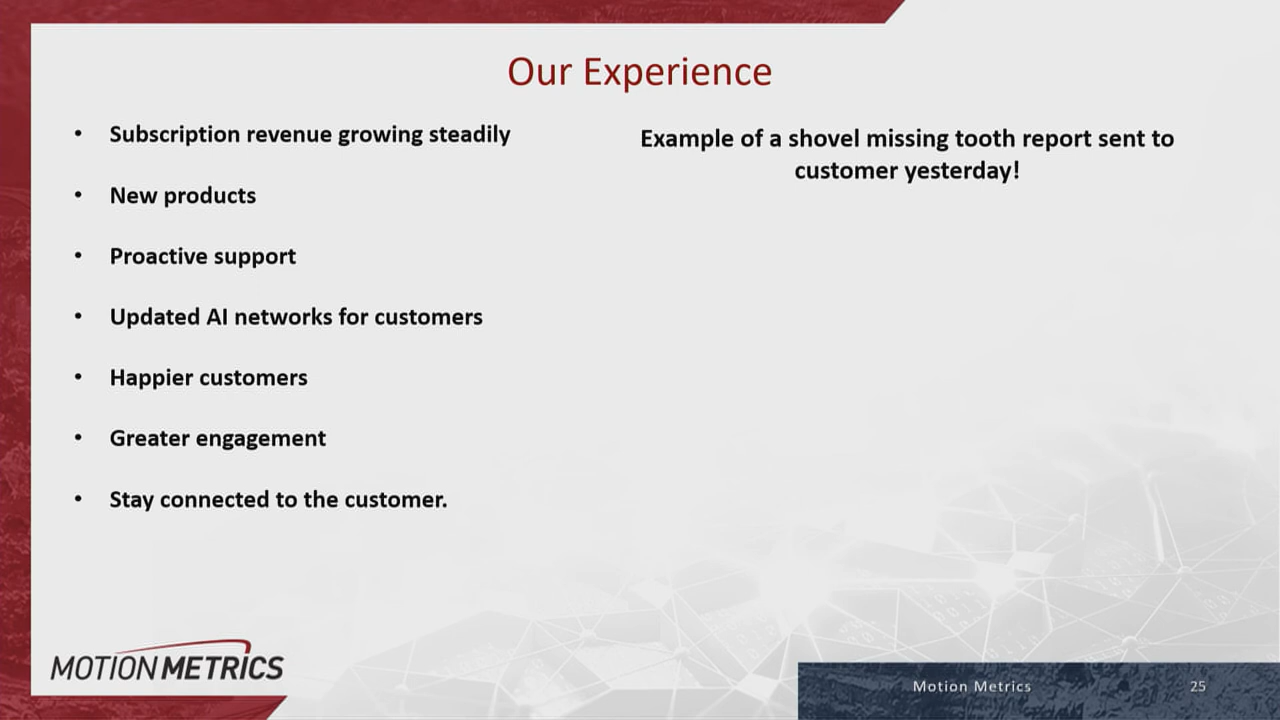 Our Experience
• Subscription revenue growing steadily
• New products
• Proactive support
• Updated AI networks for customers
• Happier customers
• Greater engagement
• Stay connected to the customer.
Example of a shovel missing tooth report sent to
customer yesterday!
MOTION METRICS
Motion Metrics
25